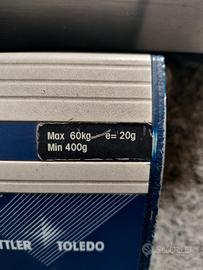 Max 60kg e= 20g
Min 400g
TTLER TOLEDO